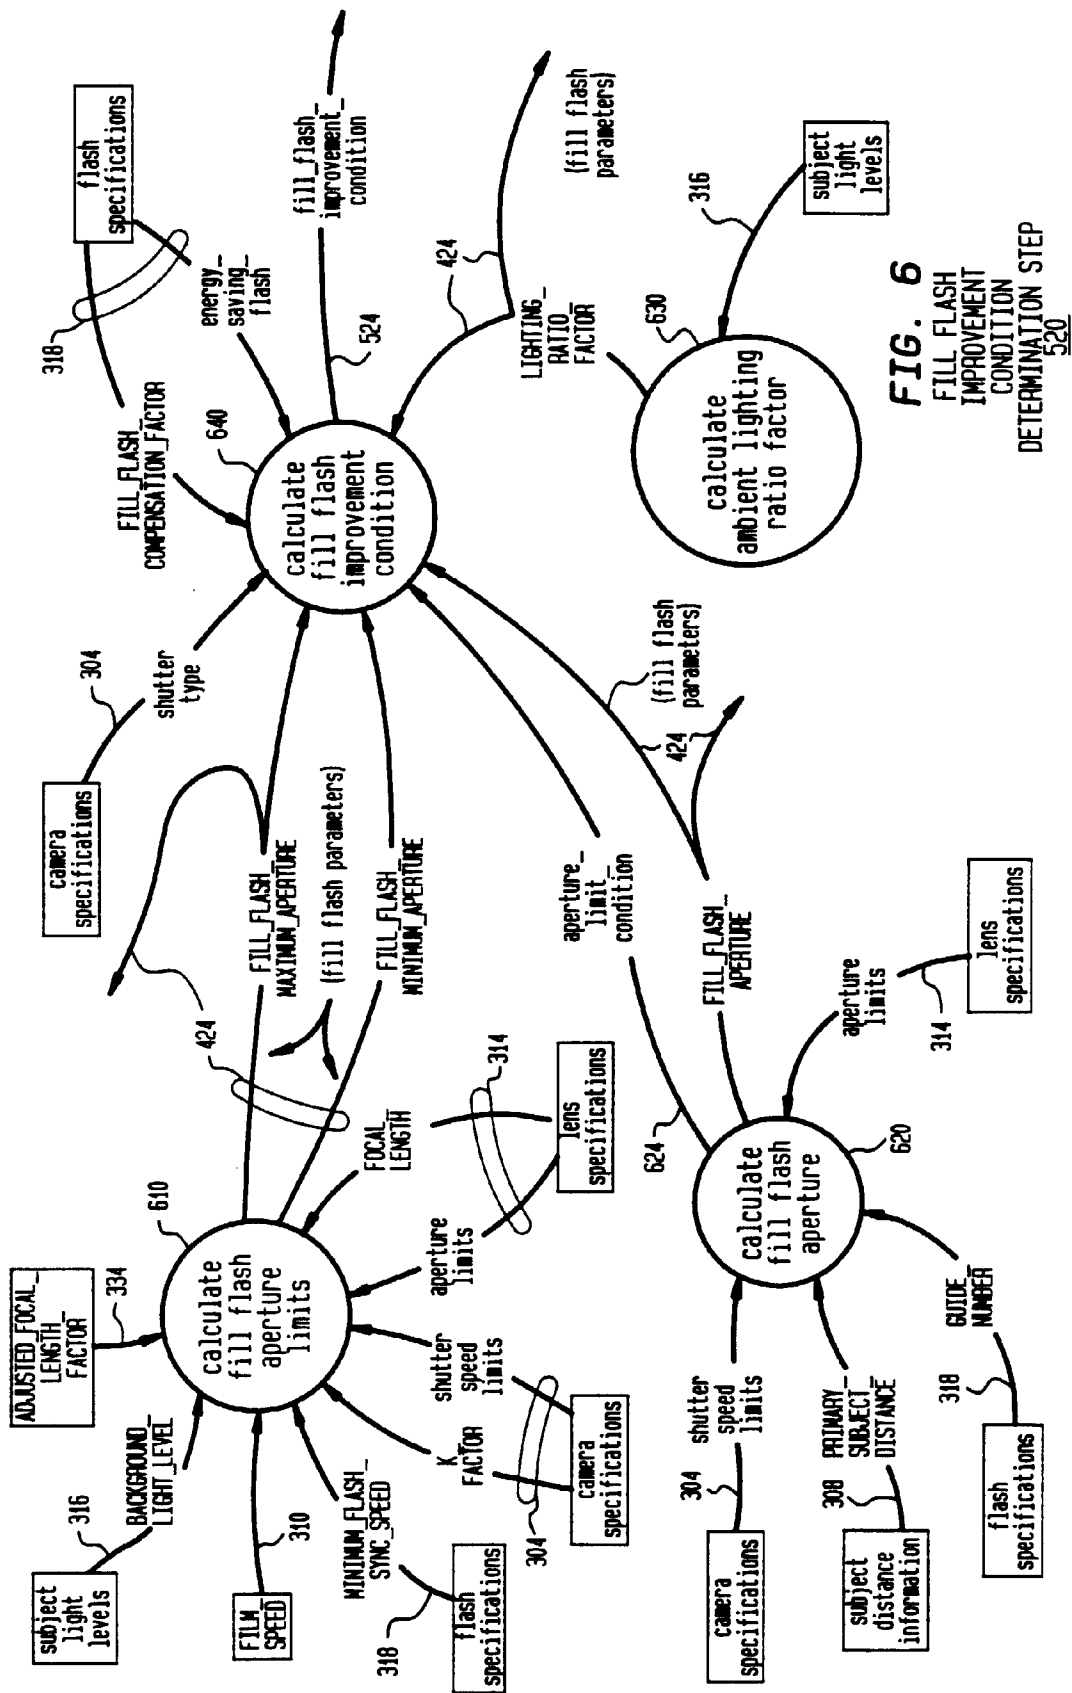 flash
specifications
318
FILL_FLASH_
COMPENSATION_FACTOR
energy_
saving_
flash
fill_flash_
improvement_
condition
524
640
calculate
fill flash
improvement
condition
304
shutter
type
camera
specifications
424
LIGHTING_
RATIO_
FACTOR
424
(fill flash
parameters)
630
calculate
ambient lighting
ratio factor
316
subject
light
levels
FILL_FLASH_
MAXIMUM_APERTURE
(fill flash parameters)
FILL_FLASH_
MINIMUM_APERTURE
424
aperture_
limit_
condition
624
(fill flash
parameters)
424
FILL_FLASH_
APERTURE
ADJUSTED_FOCAL_
LENGTH_
FACTOR
334
610
calculate
fill flash
aperture
limits
subject
light
levels
316
BACKGROUND_
LIGHT_LEVEL
FILM_
SPEED
310
flash
specifications
318
MINIMUM_FLASH_
SYNC_SPEED
camera
specifications
304
K_
FACTOR
shutter
speed
limits
aperture
limits
FOCAL_
LENGTH
314
lens
specifications
calculate
fill flash
aperture
620
camera
specifications
304
shutter
speed
limits
subject
distance
information
308
PRIMARY_
SUBJECT_
DISTANCE
flash
specifications
318
GUIDE_
NUMBER
aperture
limits
314
lens
specifications
FIG. 6
FILL FLASH
IMPROVEMENT
CONDITION
DETERMINATION STEP
520